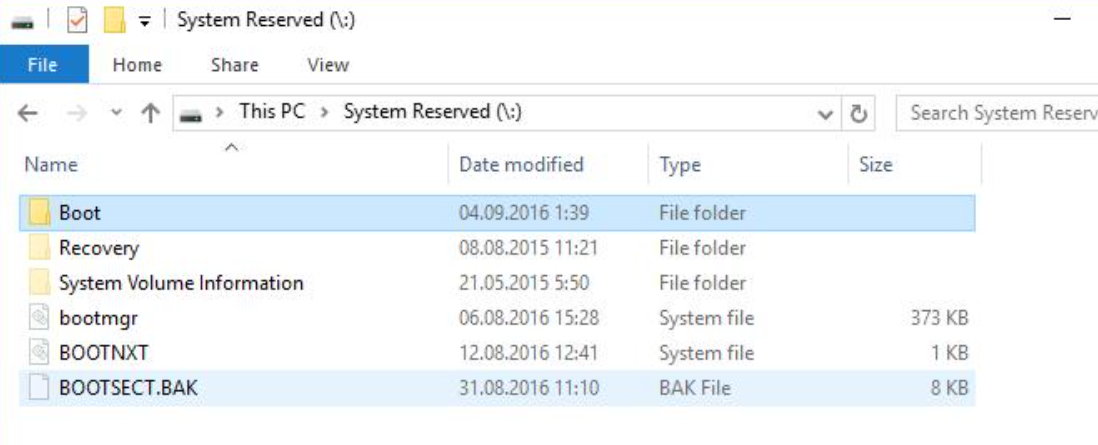 System Reserved (\:)
File Home Share View
This PC System Reserved (\:) Search System Reserv
Name Date modified Type Size
Boot 04.09.2016 1:39 File folder
Recovery 08.08.2015 11:21 File folder
System Volume Information 21.05.2015 5:50 File folder
bootmgr 06.08.2016 15:28 System file 373 KB
BOOTNXT 12.08.2016 12:41 System file 1 KB
BOOTSECT.BAK 31.08.2016 11:10 BAK File 8 KB